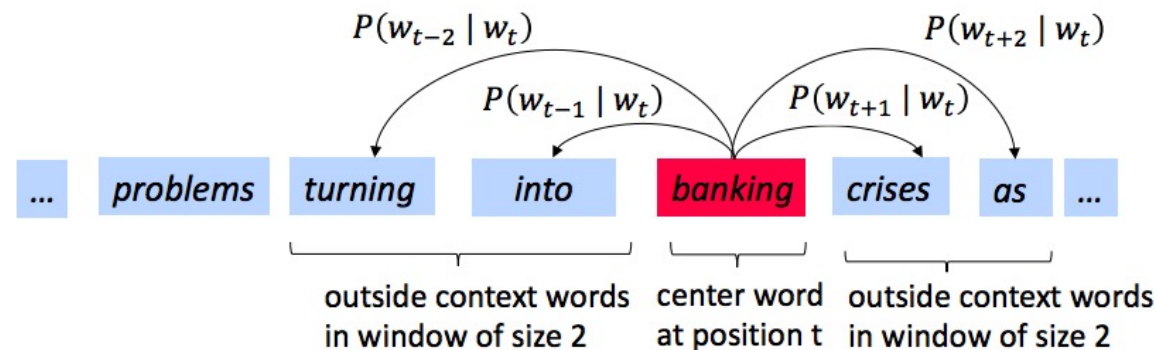 P(w_{t−2} | w_t)
P(w_{t+2} | w_t)
P(w_{t−1} | w_t)
P(w_{t+1} | w_t)
... problems turning into banking crises as ...
outside context words
in window of size 2
center word
at position t
outside context words
in window of size 2